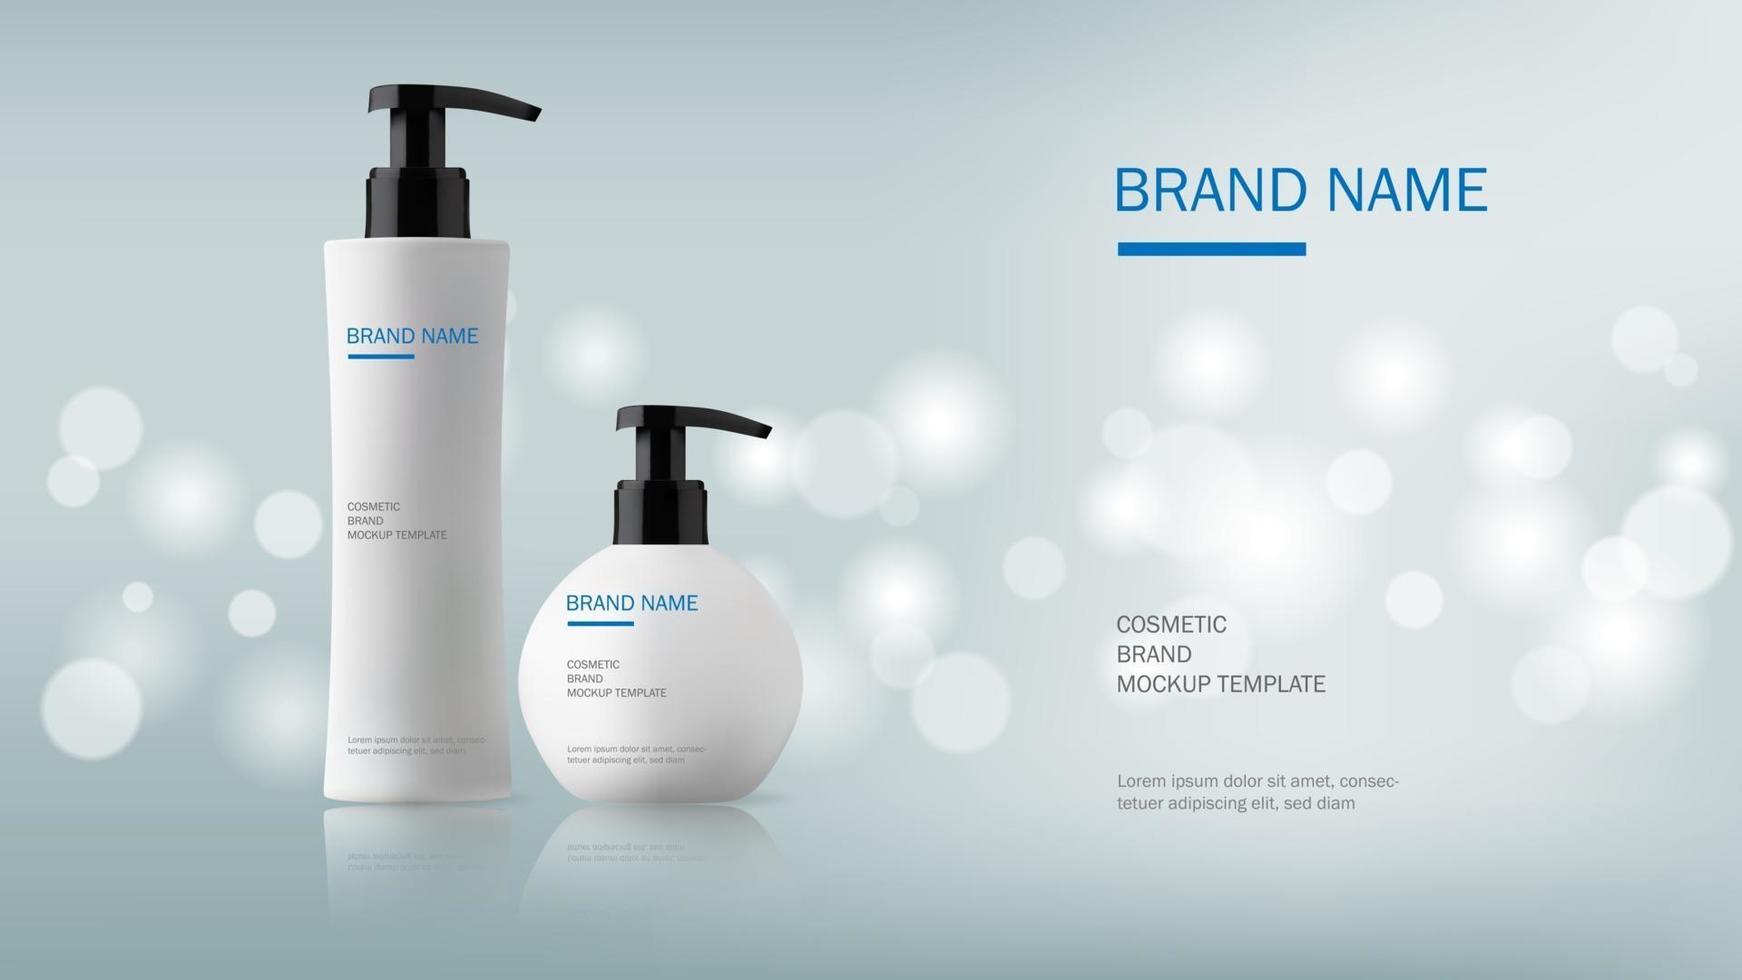 BRAND NAME
COSMETIC
BRAND
MOCKUP TEMPLATE
Lorem ipsum dolor sit amet, consec-
tetuer adipiscing elit, sed diam
BRAND NAME
COSMETIC
BRAND
MOCKUP TEMPLATE
Lorem ipsum dolor sit amet, consec-
tetuer adipiscing elit, sed diam
BRAND NAME
COSMETIC
BRAND
MOCKUP TEMPLATE
Lorem ipsum dolor sit amet, consec-
tetuer adipiscing elit, sed diam